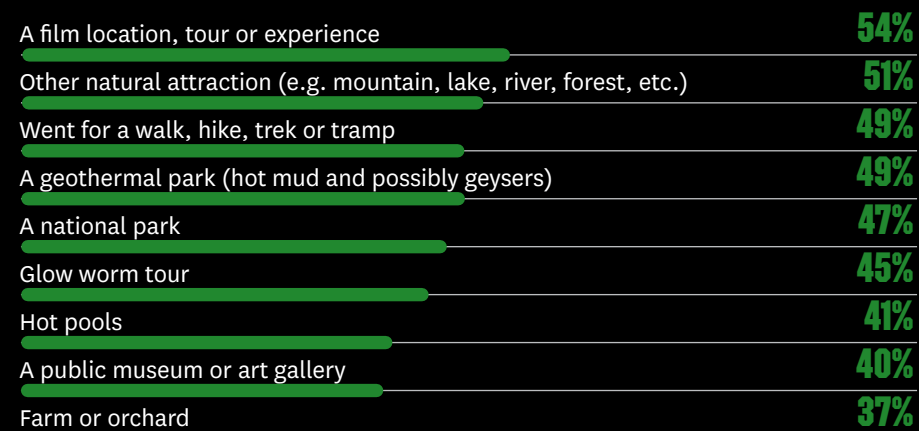 A film location, tour or experience 54%
Other natural attraction (e.g. mountain, lake, river, forest, etc.) 51%
Went for a walk, hike, trek or tramp 49%
A geothermal park (hot mud and possibly geysers) 49%
A national park 47%
Glow worm tour 45%
Hot pools 41%
A public museum or art gallery 40%
Farm or orchard 37%